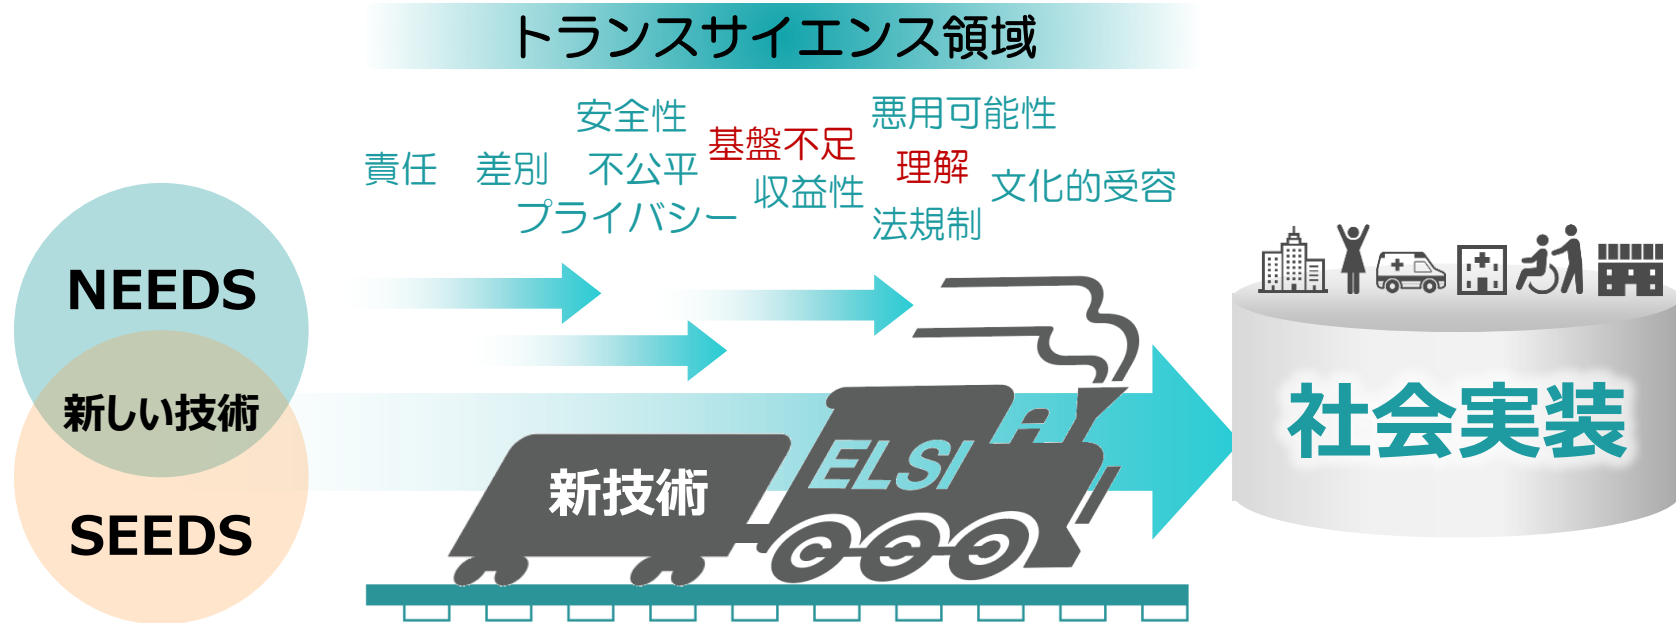 トランスサイエンス領域
安全性
悪用可能性
基盤不足
責任
差別
不公平
理解
収益性
文化的受容
プライバシー
法規制
NEEDS
新しい技術
SEEDS
ELSI
新技術
社会実装